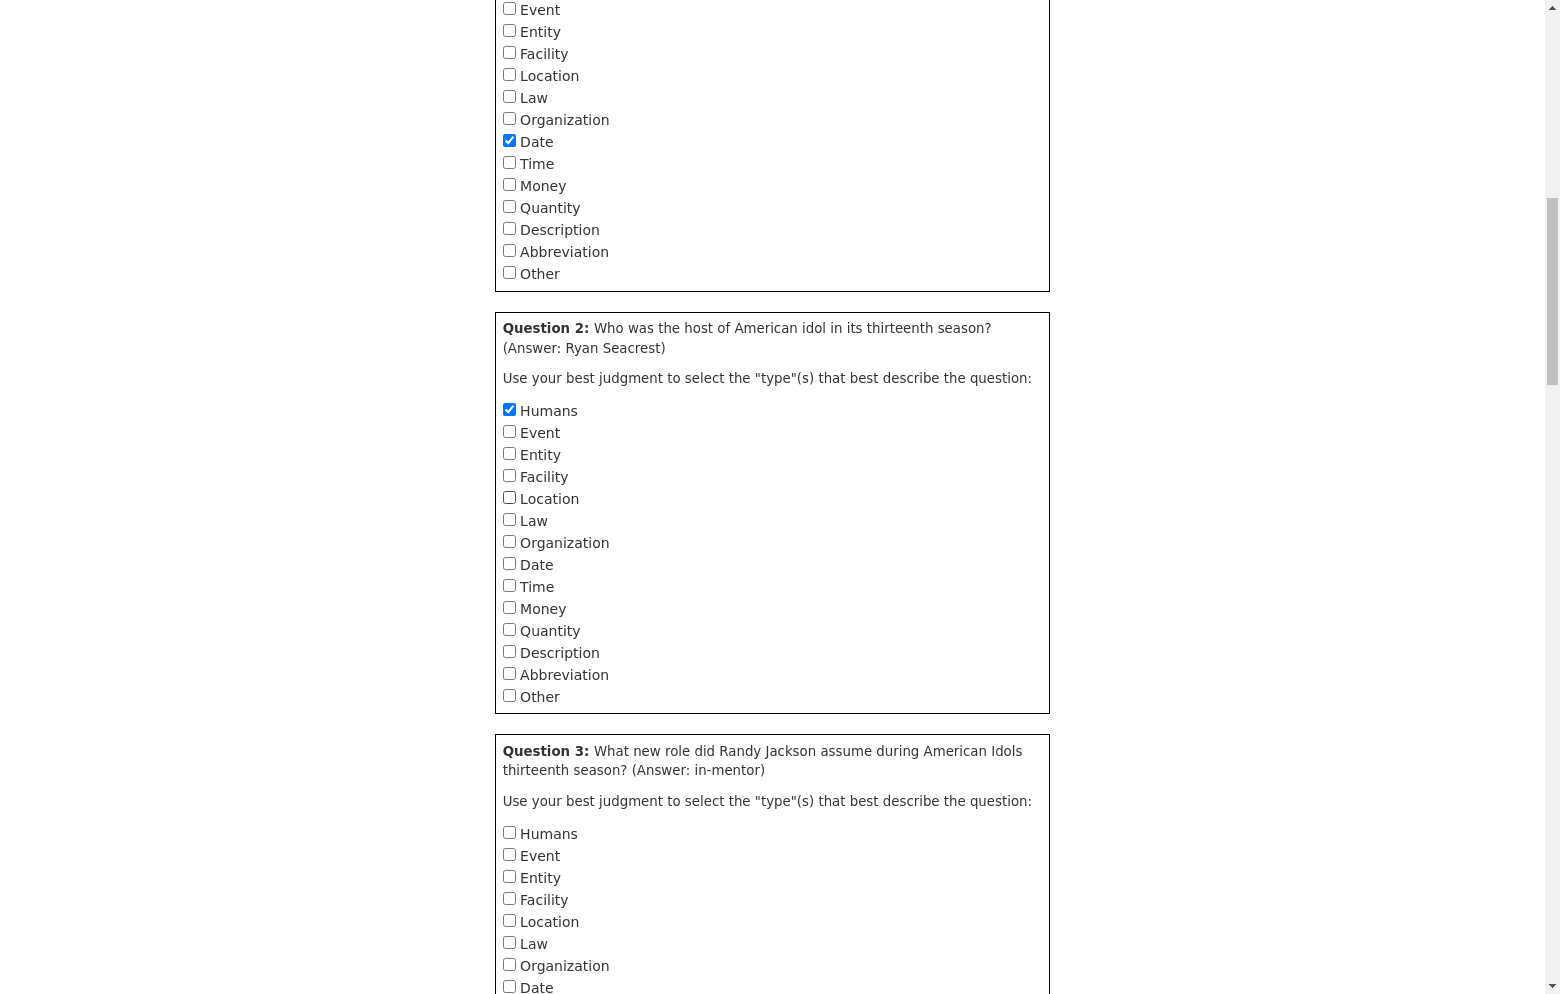 Event
Entity
Facility
Location
Law
Organization
Date
Time
Money
Quantity
Description
Abbreviation
Other
Question 2: Who was the host of American idol in its thirteenth season?
(Answer: Ryan Seacrest)
Use your best judgment to select the "type"(s) that best describe the question:
Humans
Event
Entity
Facility
Location
Law
Organization
Date
Time
Money
Quantity
Description
Abbreviation
Other
Question 3: What new role did Randy Jackson assume during American Idols
thirteenth season? (Answer: in-mentor)
Use your best judgment to select the "type"(s) that best describe the question:
Humans
Event
Entity
Facility
Location
Law
Organization
Date